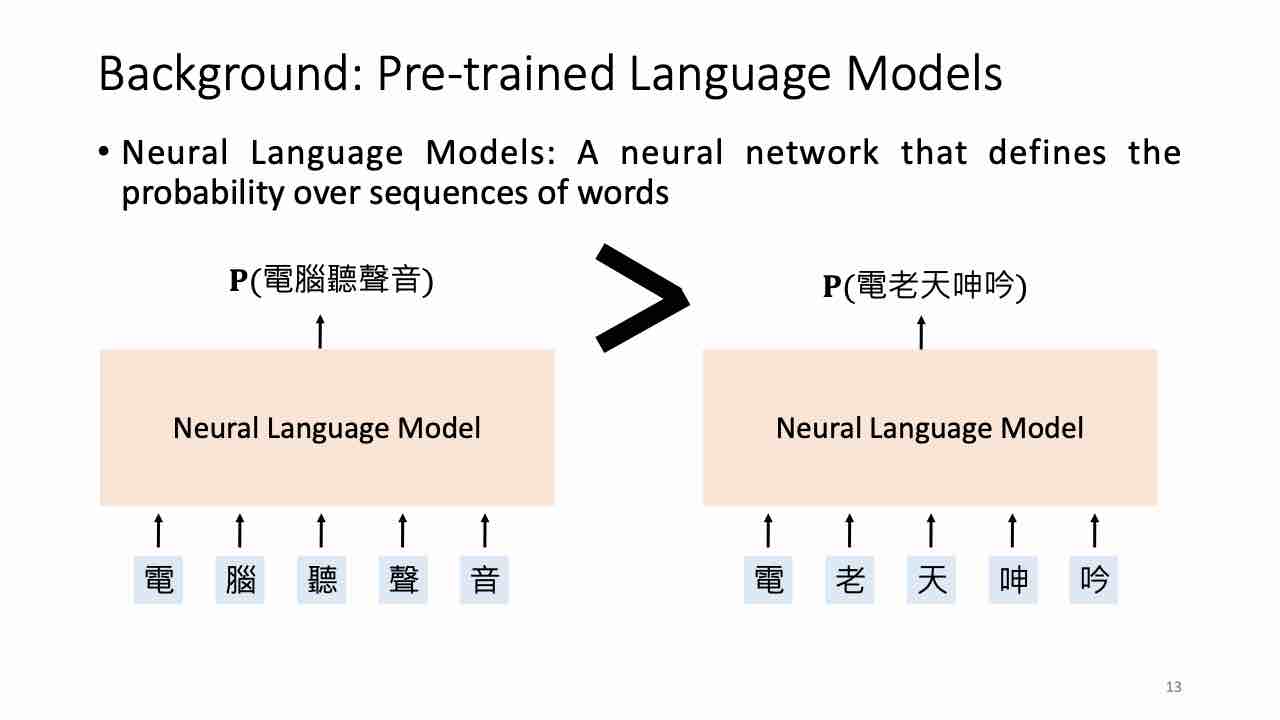 Background: Pre-trained Language Models
• Neural Language Models: A neural network that defines the
probability over sequences of words
P(電腦聽聲音)
>
P(電老天呻吟)
Neural Language Model
Neural Language Model
電 腦 聽 聲 音
電 老 天 呻 吟
13